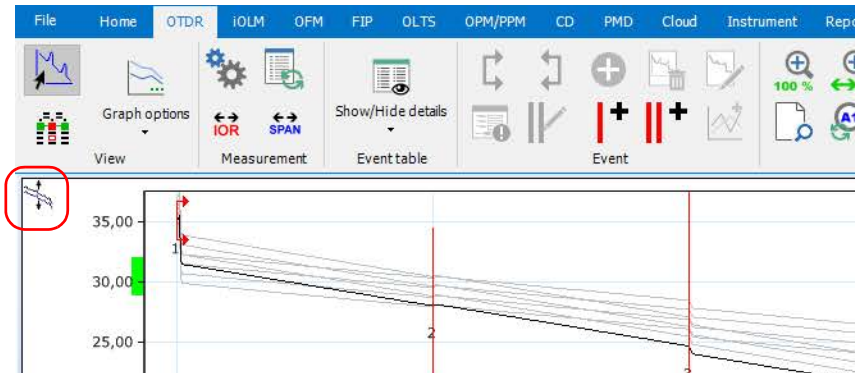 File Home OTDR iOLM OFM FIP OLTS OPM/PPM CD PMD Cloud Instrument Repo
100 %
Graph options Show/Hide details
IOR SPAN
View Measurement Event table Event
35,00
1
30,00
2
25,00